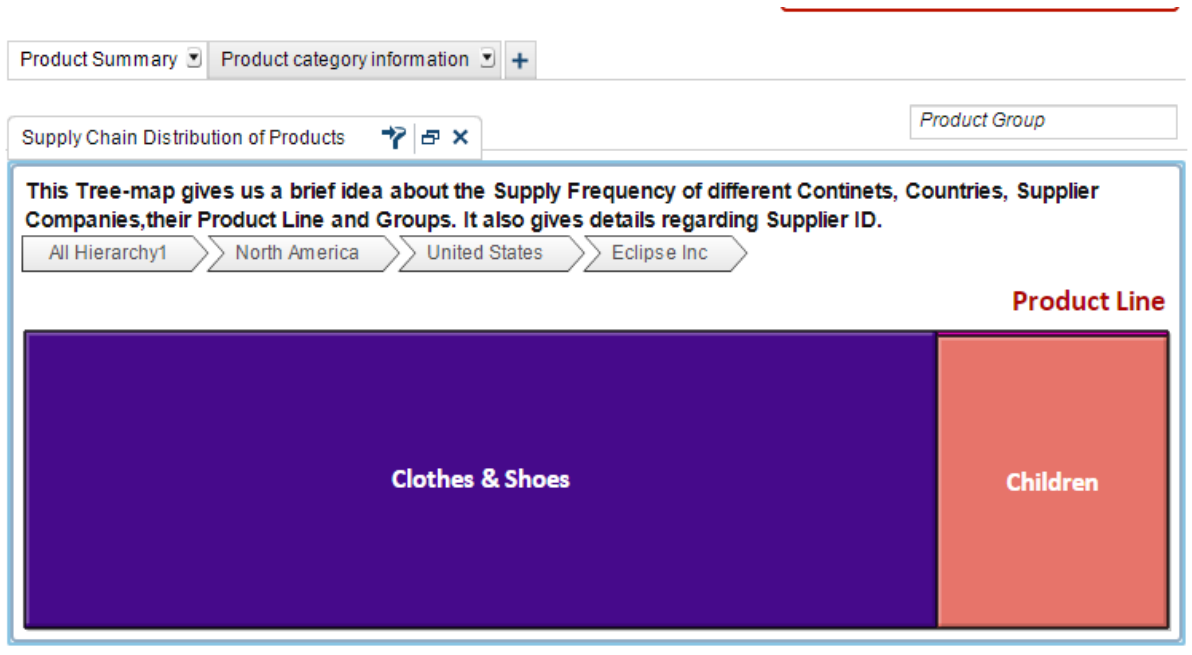 Product Summary
Product category information
+
Product Group
Supply Chain Distribution of Products
This Tree-map gives us a brief idea about the Supply Frequency of different Continets, Countries, Supplier
Companies,their Product Line and Groups. It also gives details regarding Supplier ID.
All Hierarchy1
North America
United States
Eclipse Inc
Product Line
Clothes & Shoes
Children